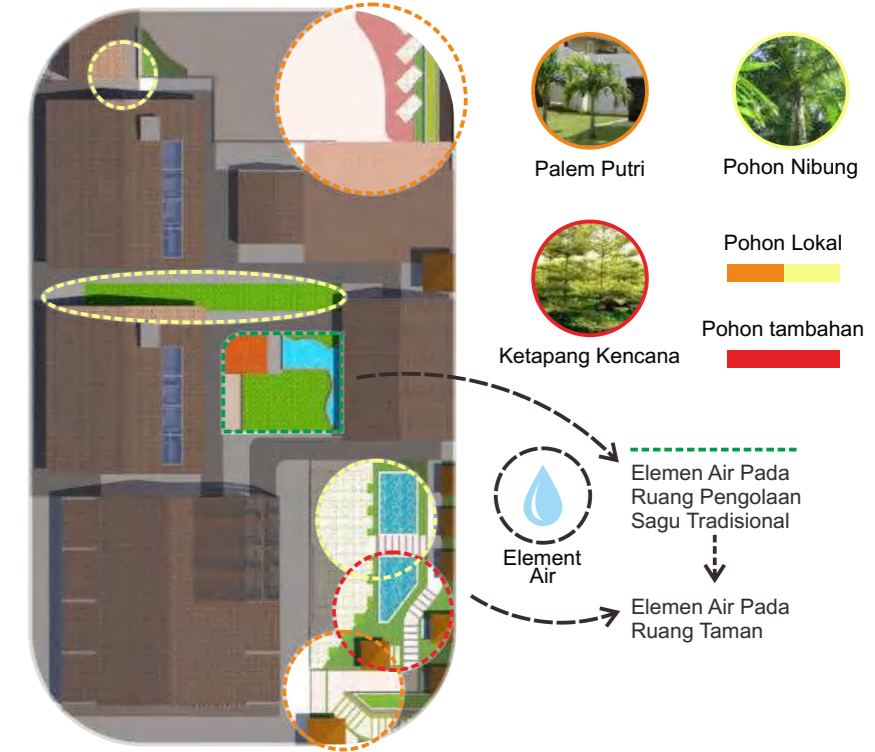 Palem Putri
Pohon Nibung
Pohon Lokal
Ketapang Kencana
Pohon tambahan
Elemen Air Pada
Ruang Pengolaan
Sagu Tradisional
Element
Air
Elemen Air Pada
Ruang Taman